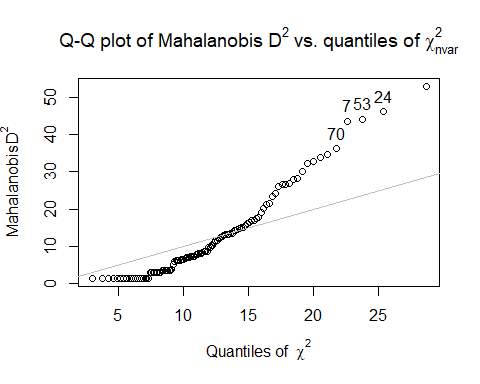 Q-Q plot of Mahalanobis D² vs. quantiles of χ²nvar
50
40
30
20
10
0
MahalanobisD²
7 53 24
70
5 10 15 20 25
Quantiles of χ²